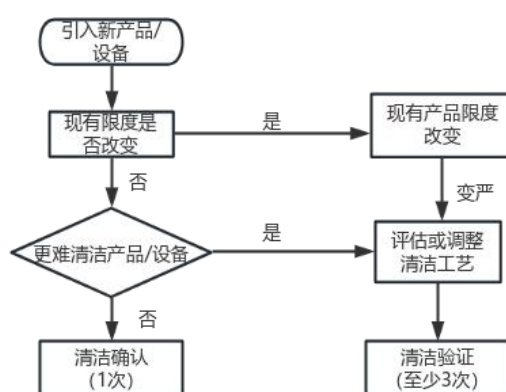 引入新产品/
设备
现有限度是
否改变
是
现有产品限度
改变
否
变严
更难清洁产品/设备
是
评估或调整
清洁工艺
否
清洁确认
(1次)
清洁验证
(至少3次)